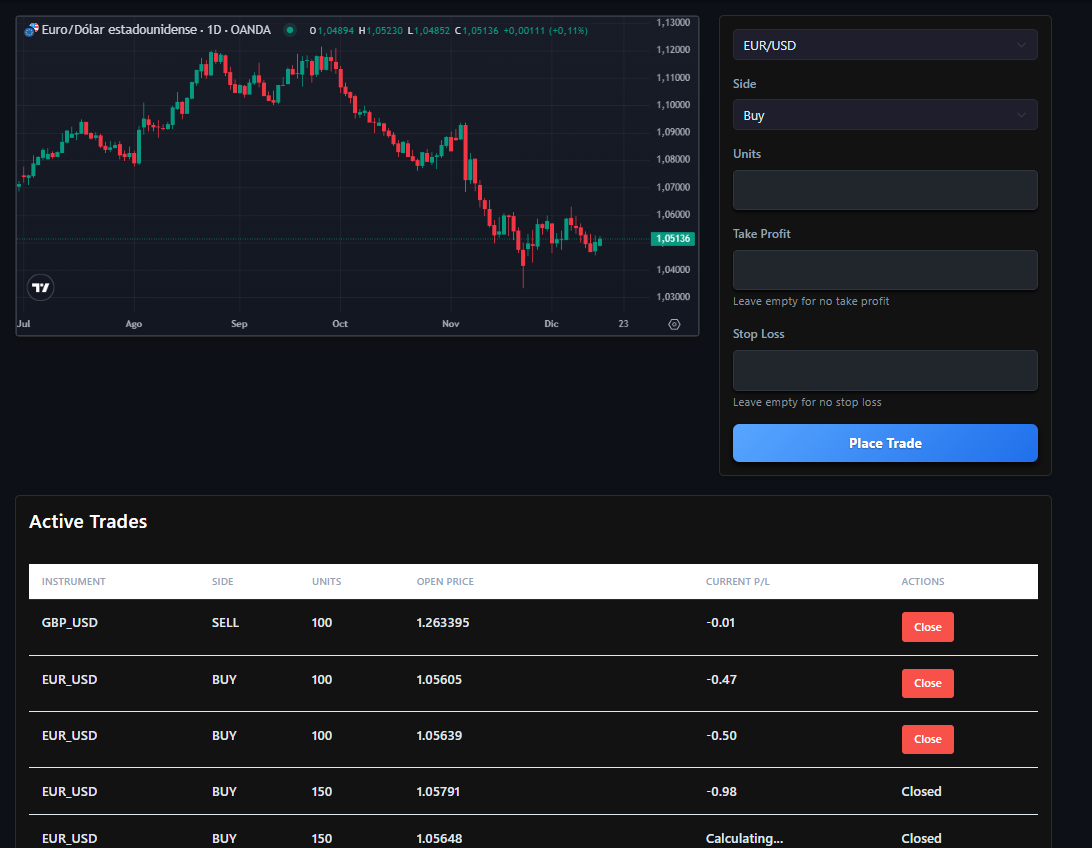 Euro/Dólar estadounidense · 1D · OANDA O1,04894 H1,05230 L1,04852 C1,05136 +0,00111 (+0,11%)
1,13000
1,12000
1,11000
1,10000
1,09000
1,08000
1,07000
1,06000
1,05136
1,04000
1,03000
Jul Ago Sep Oct Nov Dic 23
EUR/USD
Side
Buy
Units
Take Profit
Leave empty for no take profit
Stop Loss
Leave empty for no stop loss
Place Trade
Active Trades
INSTRUMENT SIDE UNITS OPEN PRICE CURRENT P/L ACTIONS
GBP_USD SELL 100 1.263395 -0.01 Close
EUR_USD BUY 100 1.05605 -0.47 Close
EUR_USD BUY 100 1.05639 -0.50 Close
EUR_USD BUY 150 1.05791 -0.98 Closed
EUR_USD BUY 150 1.05648 Calculating... Closed